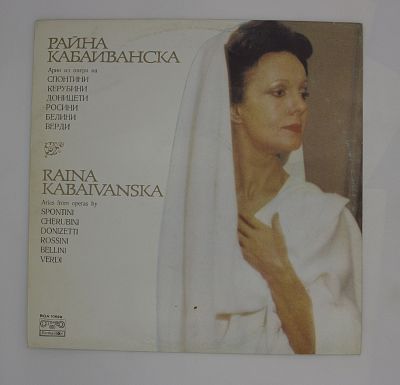 РАЙНА
КАБАИВАНСКА
Арии из опери на
СПОНТИНИ
КЕРУБИНИ
ДОНИЦЕТИ
РОСИНИ
БЕЛИНИ
ВЕРДИ
RAINA
KABAIVANSKA
Aries from operas by
SPONTINI
CHERUBINI
DONIZETTI
ROSSINI
BELLINI
VERDI